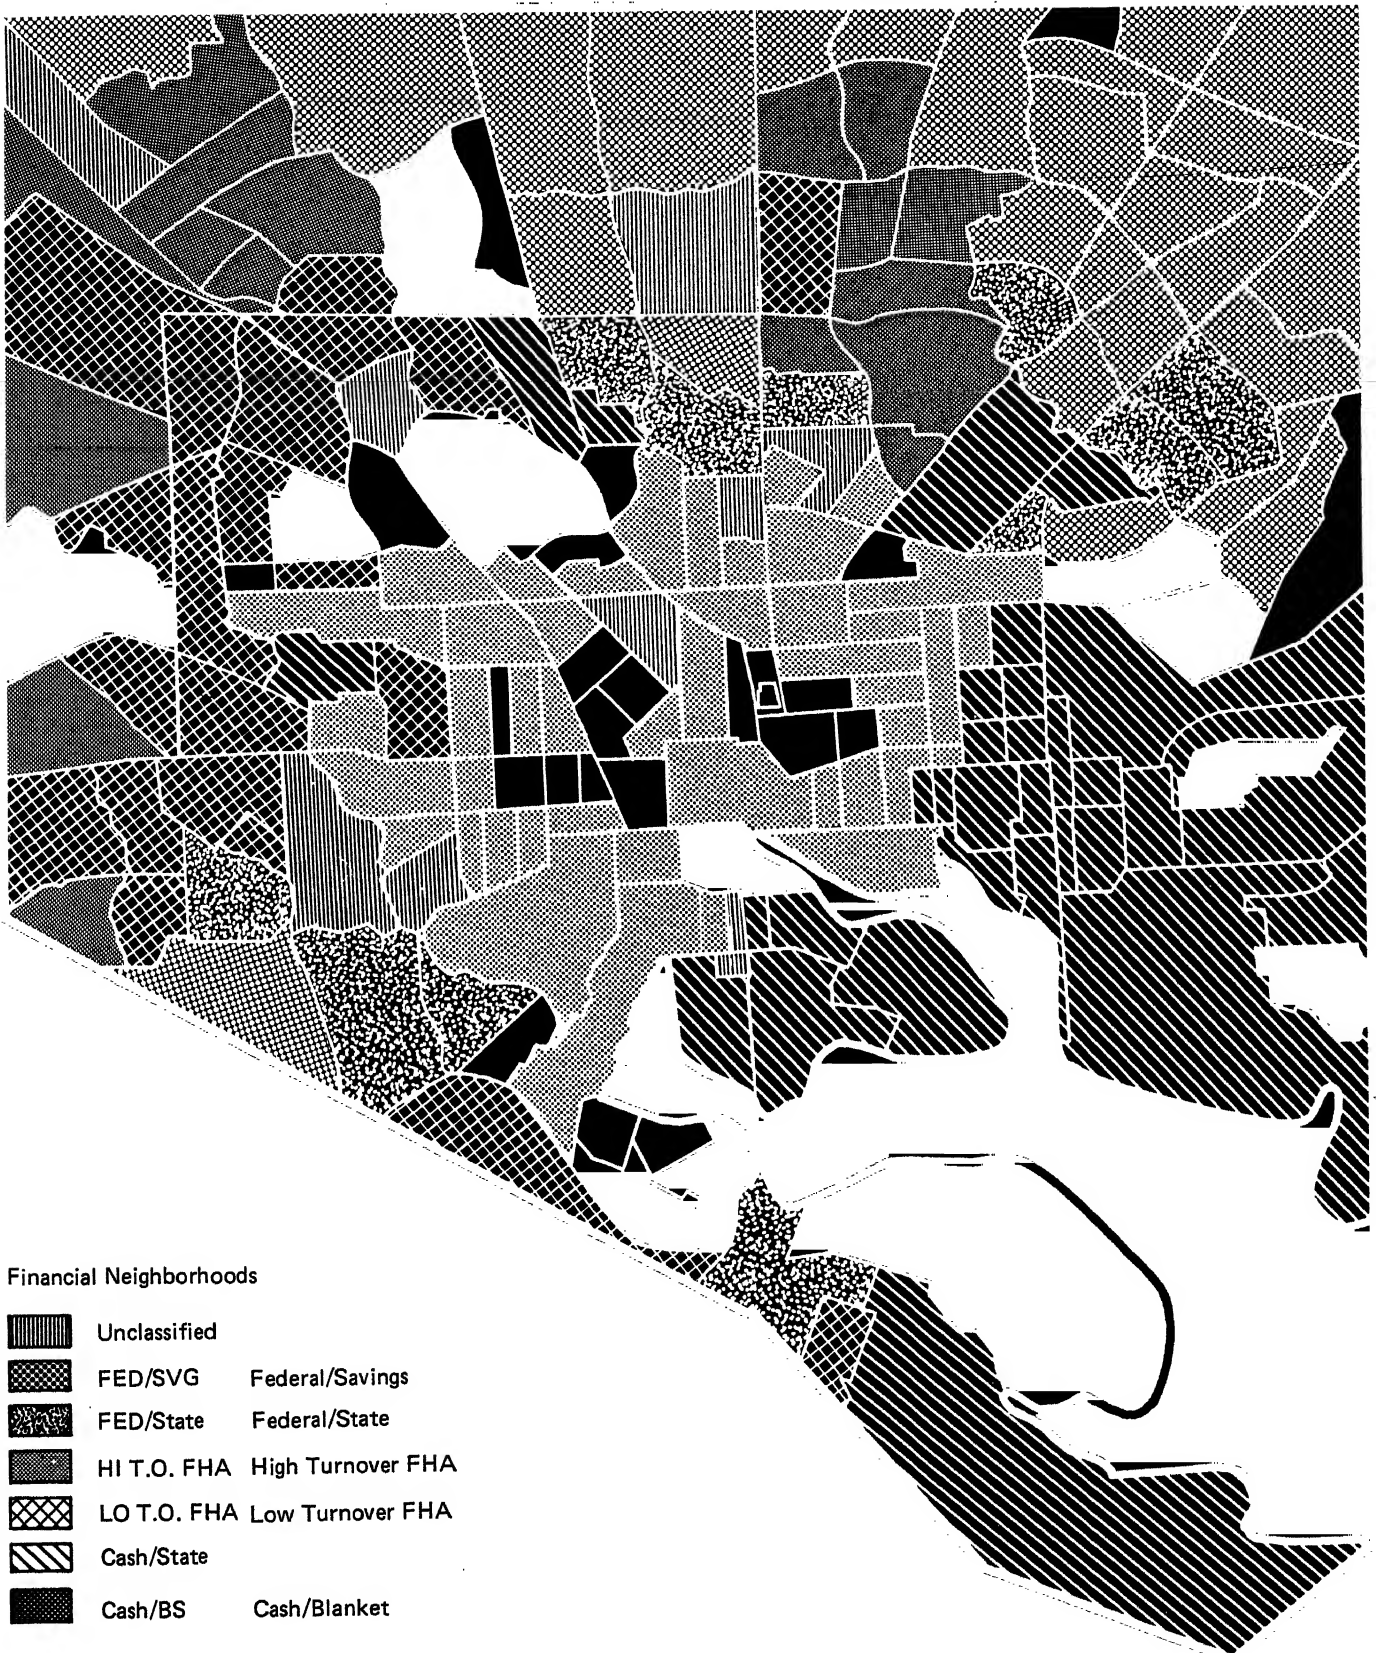 Financial Neighborhoods
Unclassified
FED/SVG Federal/Savings
FED/State Federal/State
HI T.O. FHA High Turnover FHA
LO T.O. FHA Low Turnover FHA
Cash/State
Cash/BS Cash/Blanket